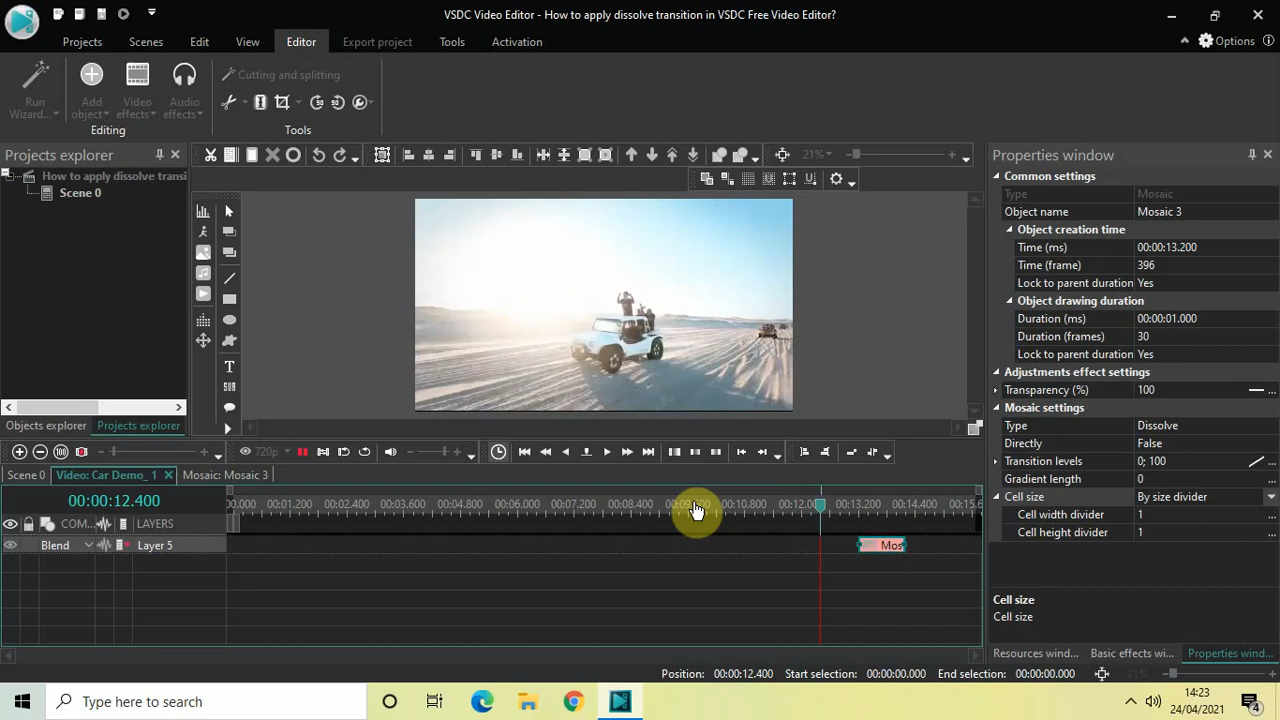 VSDC Video Editor - How to apply dissolve transition in VSDC Free Video Editor?
Projects Scenes Edit View Editor Export project Tools Activation Options
Run Wizard...
Add object
Video effects
Audio effects
Editing
Cutting and splitting
Tools
Projects explorer
How to apply dissolve transi
Scene 0
Objects explorer Projects explorer
21%
Properties window
Common settings
Type Mosaic
Object name Mosaic 3
Object creation time
Time (ms) 00:00:13.200
Time (frame) 396
Lock to parent duration Yes
Object drawing duration
Duration (ms) 00:00:01.000
Duration (frames) 30
Lock to parent duration Yes
Adjustments effect settings
Transparency (%) 100 ...
Mosaic settings
Type Dissolve
Directly False
Transition levels 0; 100 ...
Gradient length 0 ...
Cell size By size divider
Cell width divider 1 ...
Cell height divider 1 ...
Cell size
Cell size
Resources wind... Basic effects wi... Properties wind...
720p
Scene 0 Video: Car Demo_ 1 Mosaic: Mosaic 3
00:00:12.400
.000 00:01.200 00:02.400 00:03.600 00:04.800 00:06.000 00:07.200 00:08.400 00:10.800 00:13.200 00:14.400 00:15.6
COM... LAYERS
Blend Layer 5 Mos
Position: 00:00:12.400 Start selection: 00:00:00.000 End selection: 00:00:00.000
Type here to search
14:23
24/04/2021
4